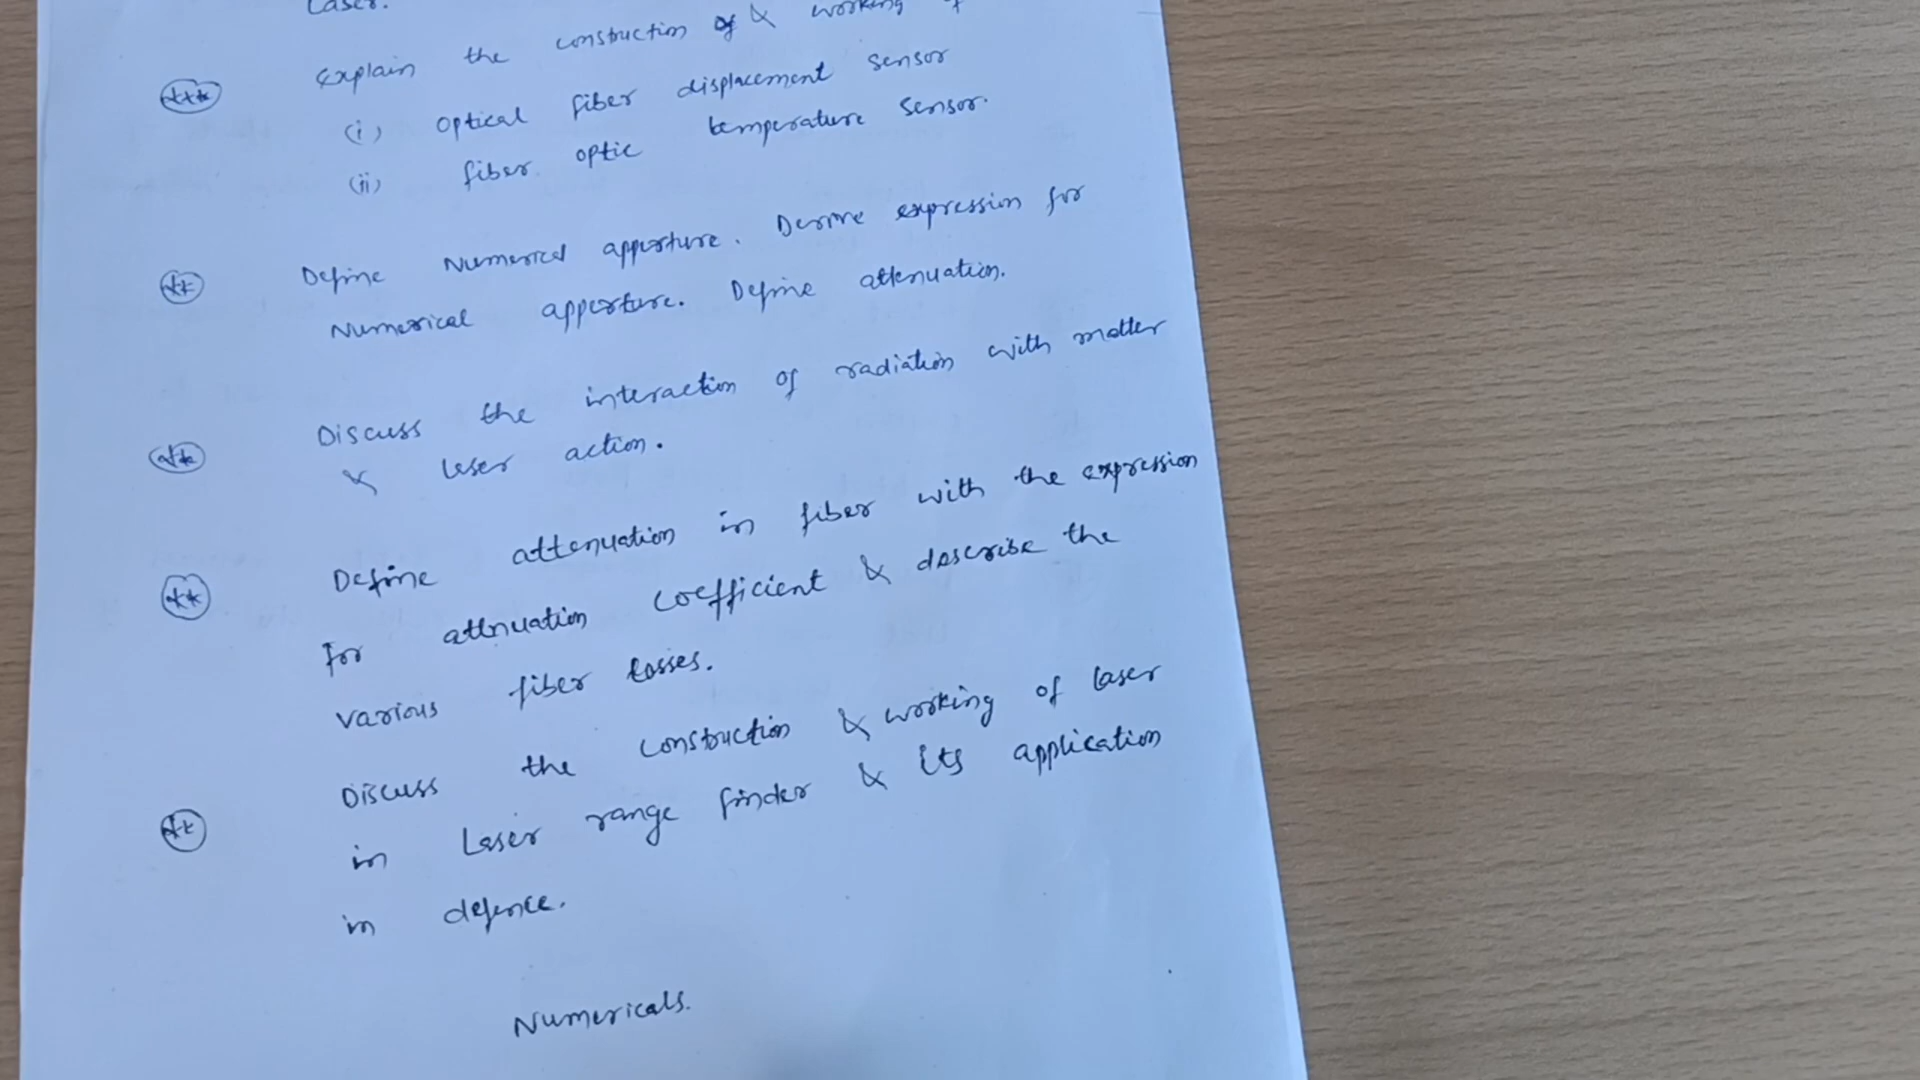 Laser.
*** Explain the construction of & working of
(i) Optical fiber displacement sensor
(ii) fiber optic temperature sensor.
** Define Numerical apperture. Derive expression for
Numerical apperture. Define attenuation.
** Discuss the interaction of radiation with matter
& laser action.
** Define attenuation in fiber with the expression
for attnuation coefficient & describe the
various fiber losses.
** Discuss the construction & working of laser
in Laser range finder & its application
in defence.
Numericals.